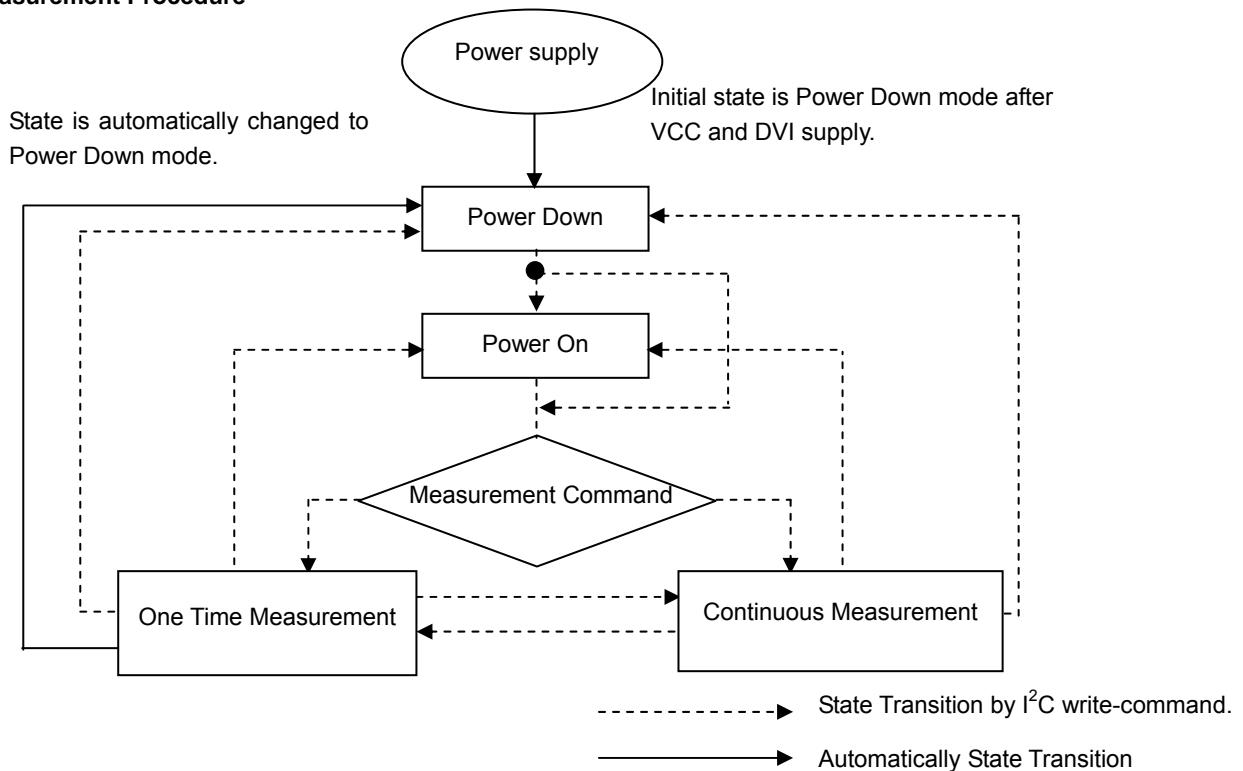 Power supply
Initial state is Power Down mode after
VCC and DVI supply.
State is automatically changed to
Power Down mode.
Power Down
Power On
Measurement Command
One Time Measurement
Continuous Measurement
State Transition by I²C write-command.
Automatically State Transition